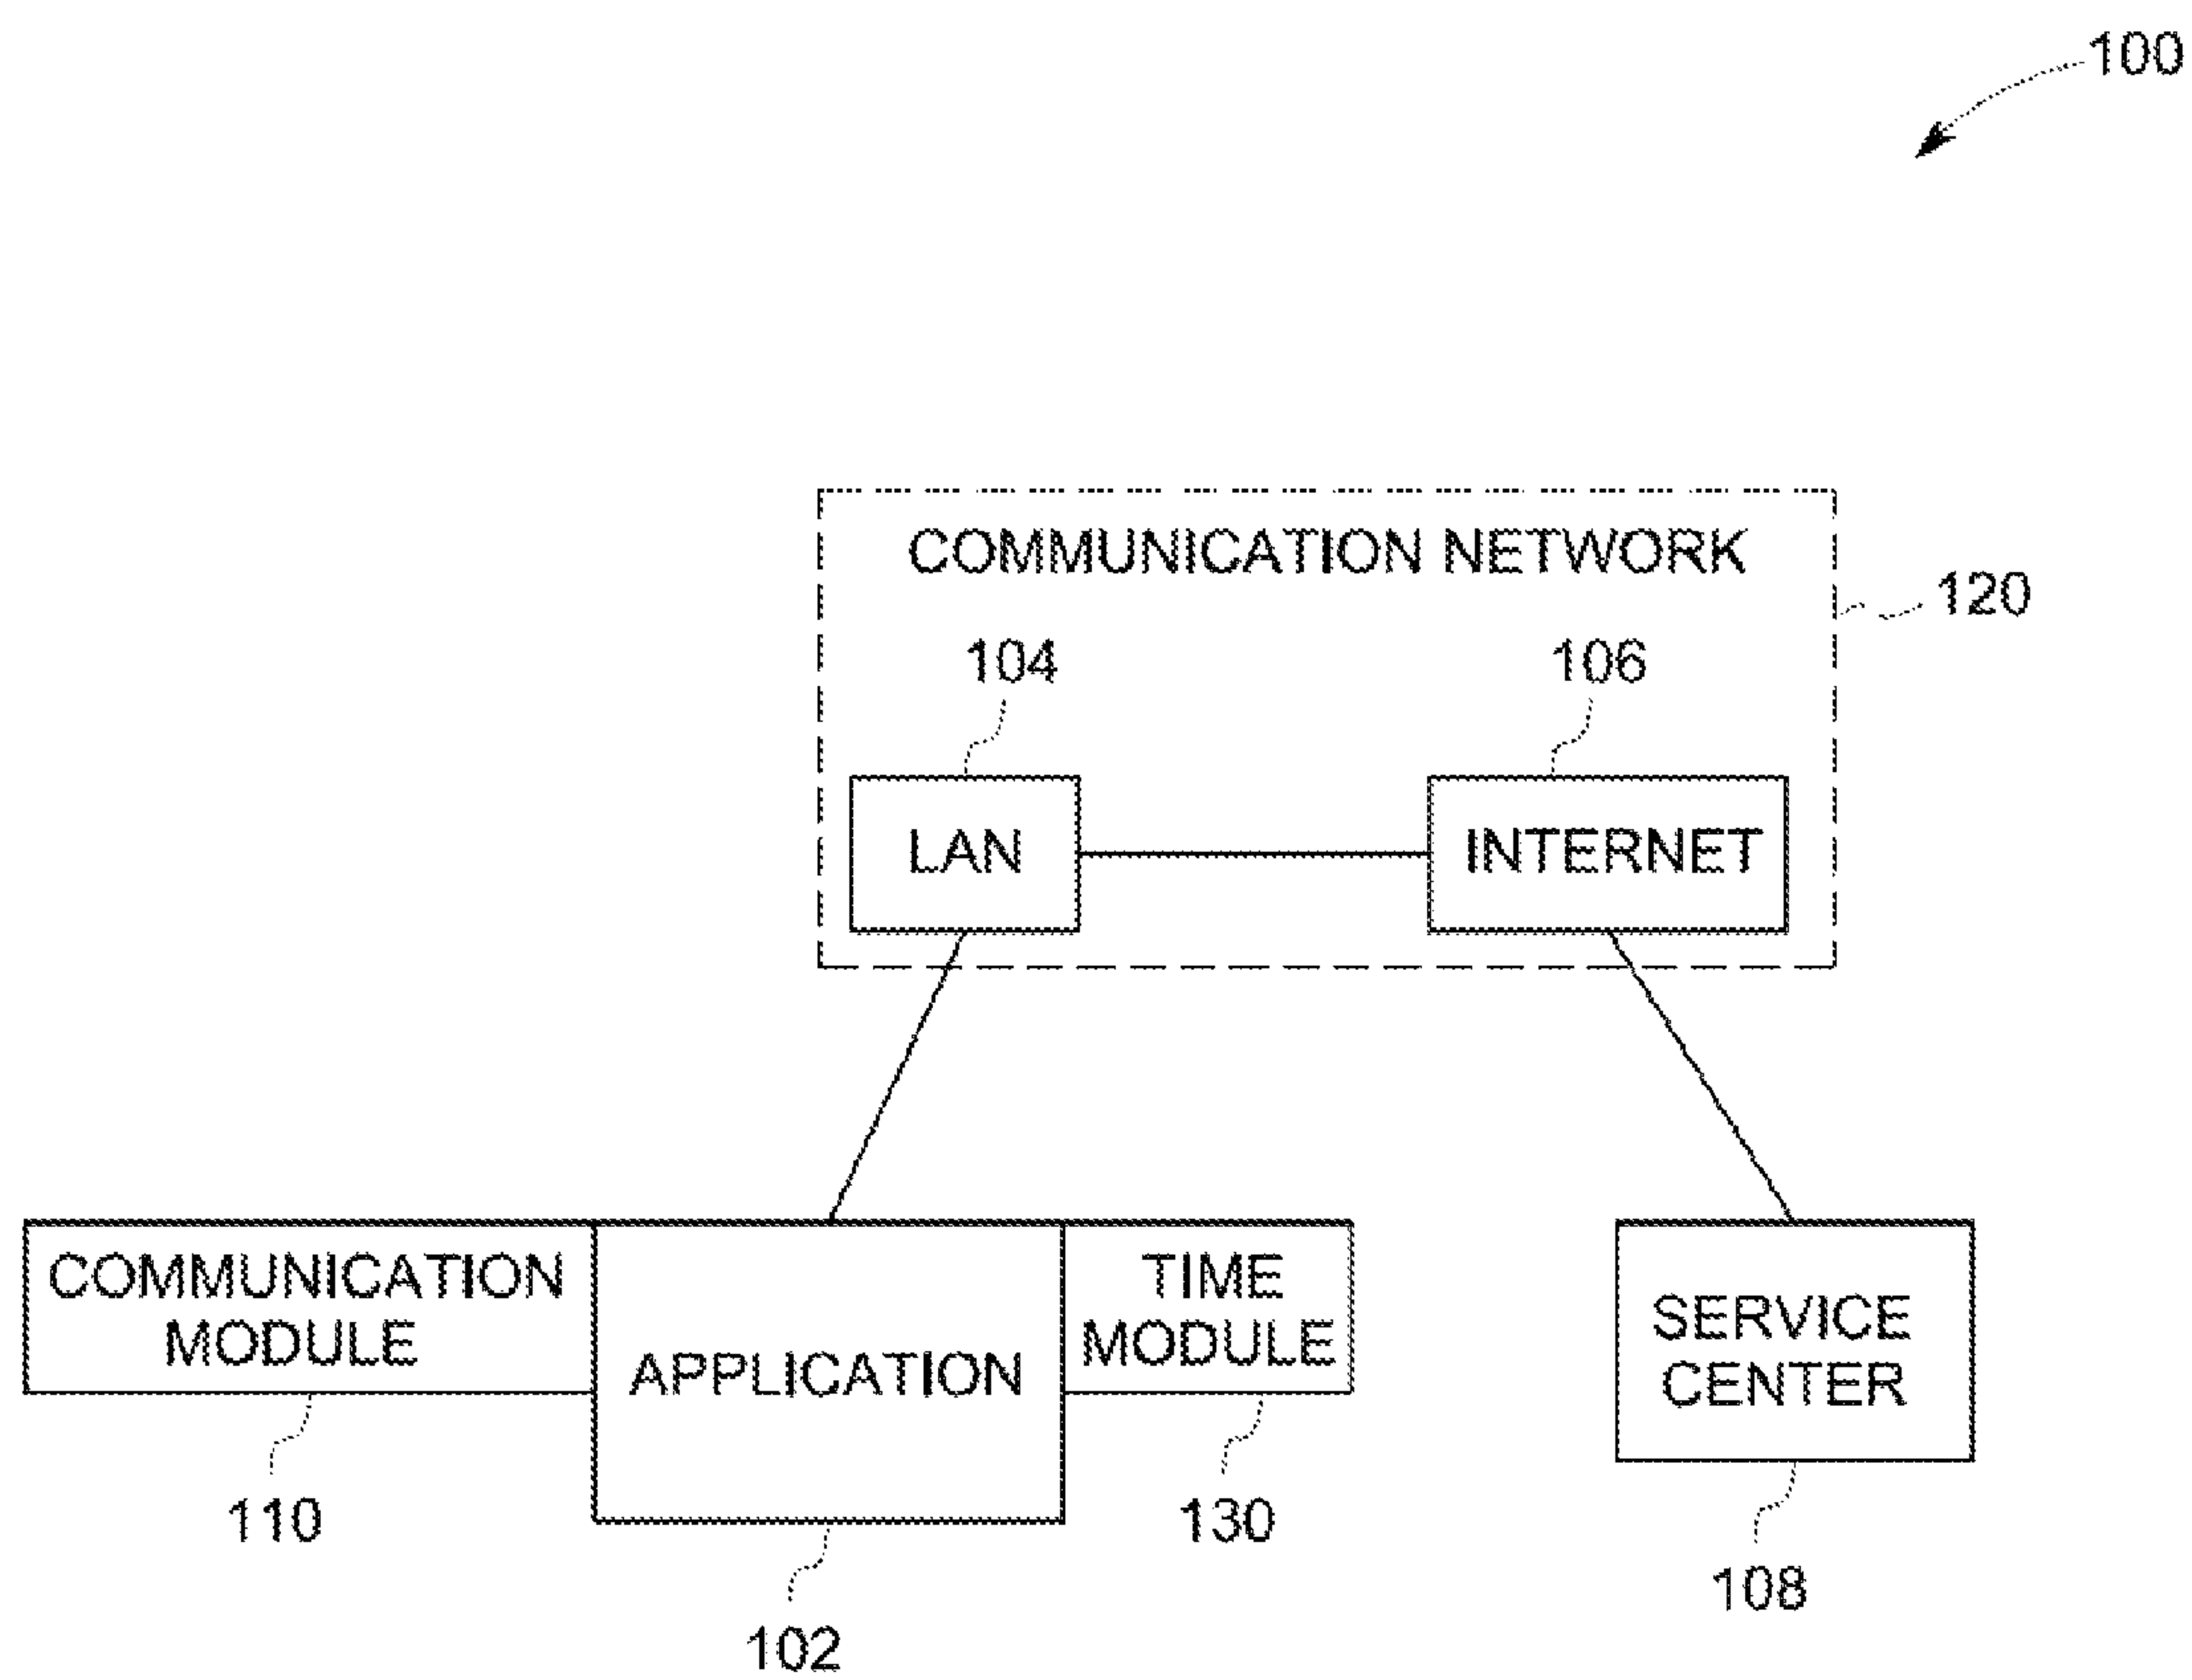 100
COMMUNICATION NETWORK
120
104
106
LAN
INTERNET
COMMUNICATION
MODULE
APPLICATION
TIME
MODULE
SERVICE
CENTER
110
102
130
108